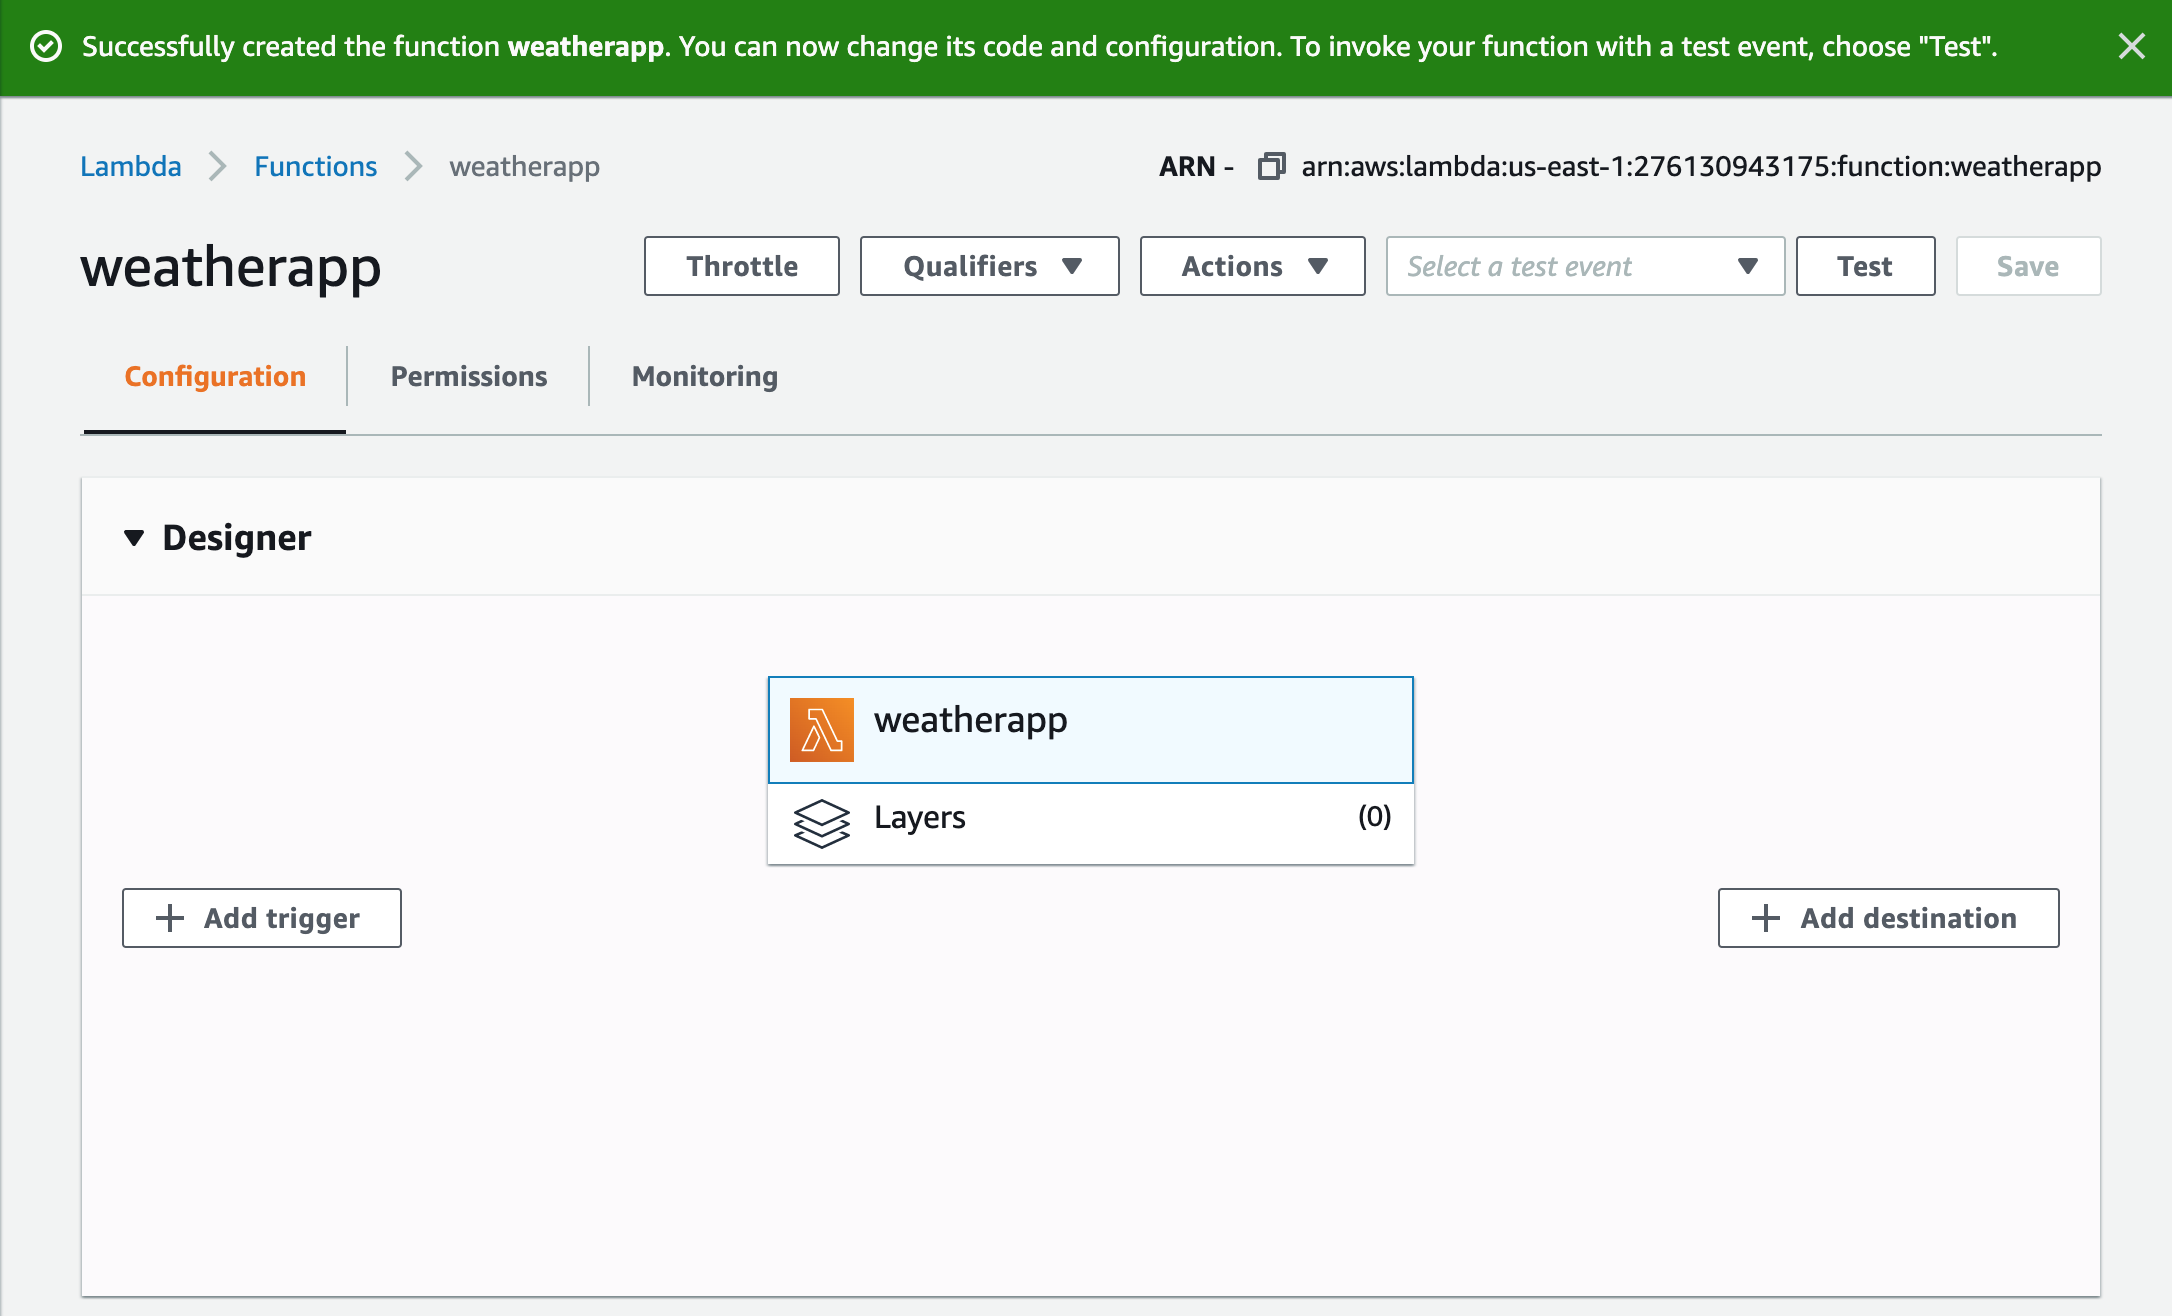 Successfully created the function weatherapp. You can now change its code and configuration. To invoke your function with a test event, choose "Test".
Lambda Functions weatherapp ARN - arn:aws:lambda:us-east-1:276130943175:function:weatherapp
weatherapp Throttle Qualifiers Actions Select a test event Test Save
Configuration Permissions Monitoring
Designer
weatherapp
Layers (0)
Add trigger Add destination